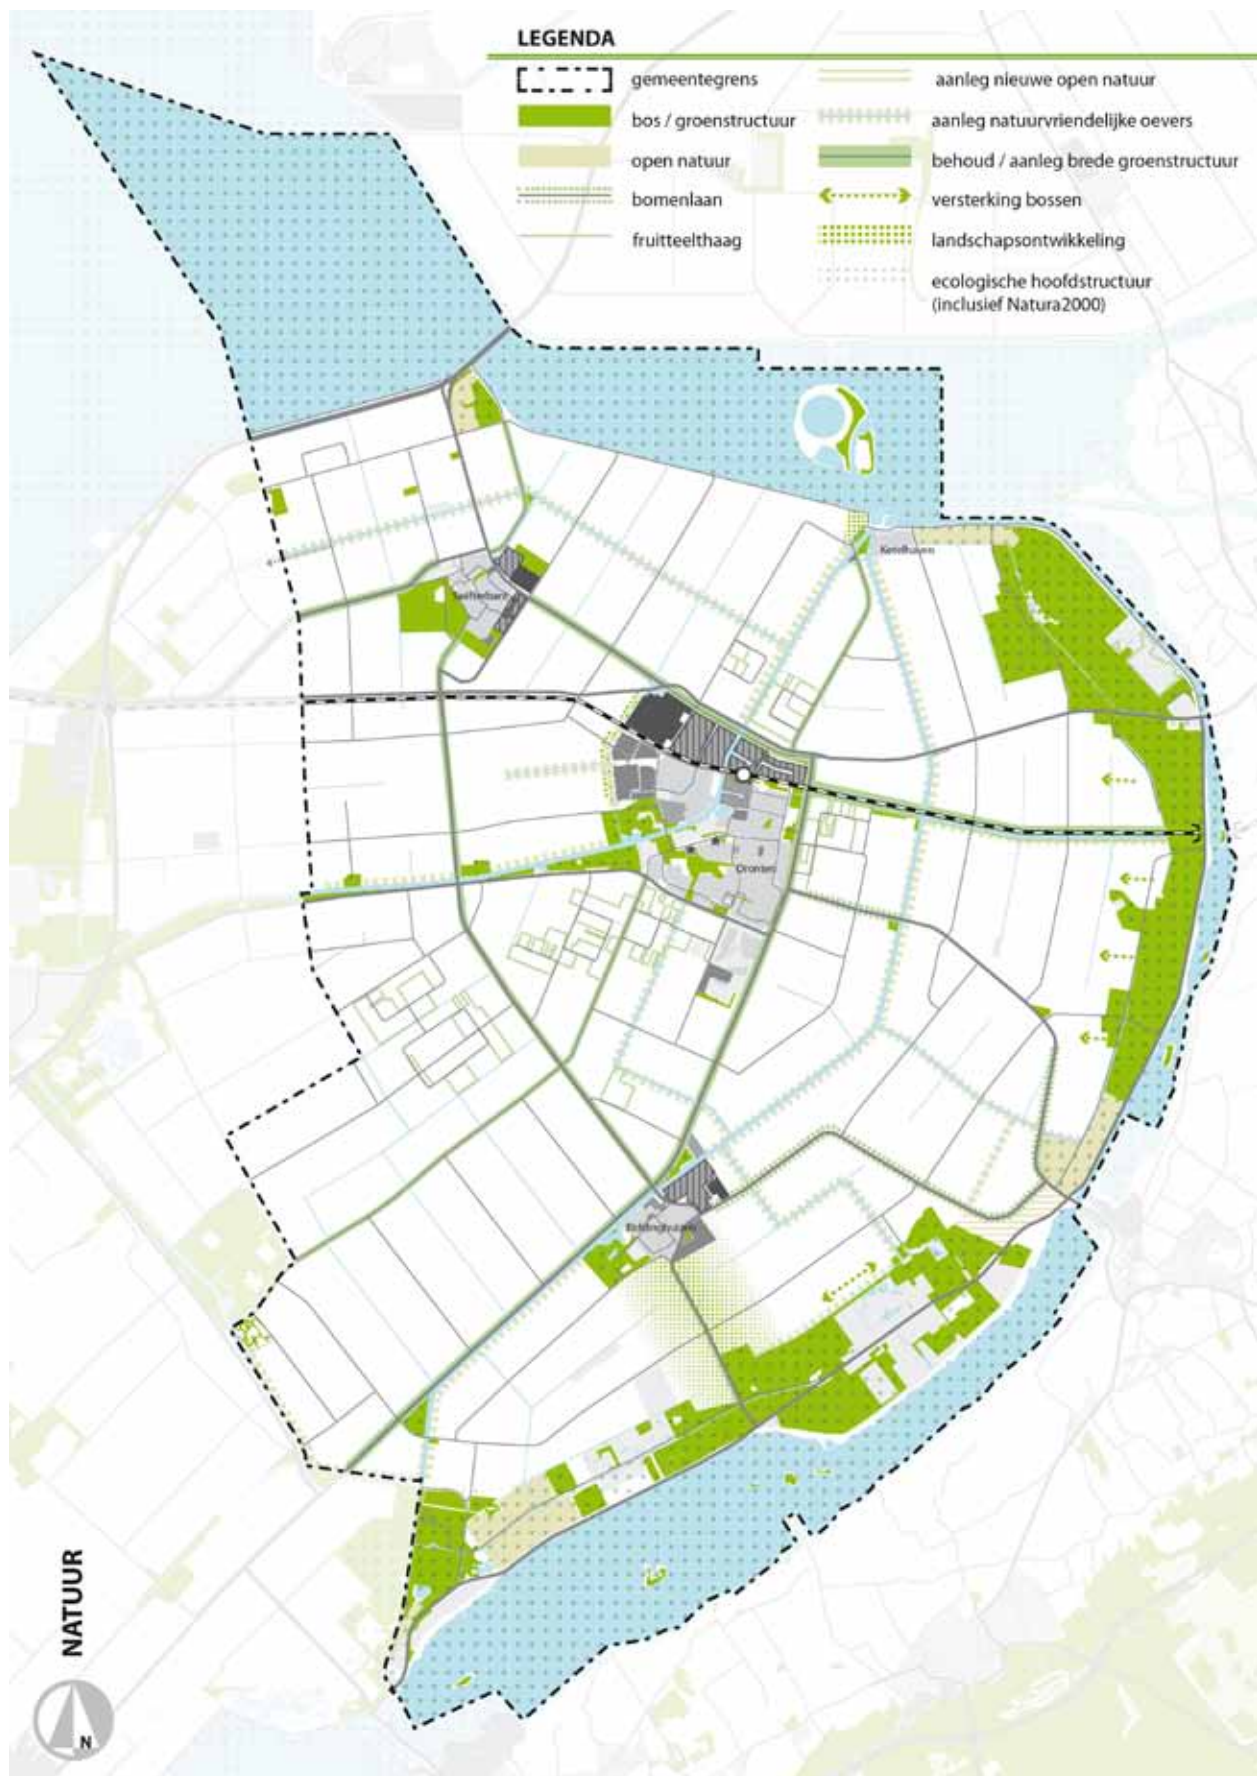 LEGENDA
gemeentegrens
bos / groenstructuur
open natuur
bomenlaan
fruitteelthaag
aanleg nieuwe open natuur
aanleg natuurvriendelijke oevers
behoud / aanleg brede groenstructuur
versterking bossen
landschapsontwikkeling
ecologische hoofdstructuur
(inclusief Natura2000)
Ketelhaven
Swifterbant
Dronten
Biddinghuizen
NATUUR
N